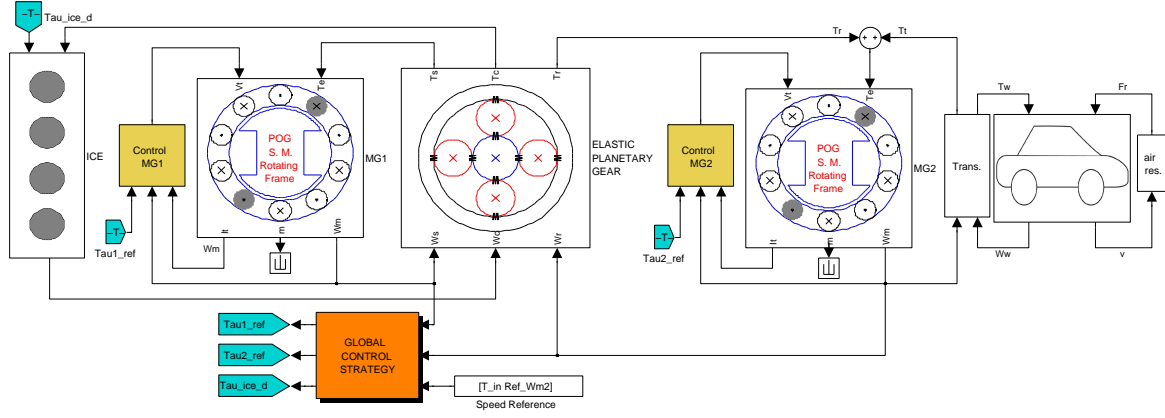 -T-
Tau_ice_d
ICE
Control
MG1
-T-
Tau1_ref
Vt
Te
POG
S. M.
Rotating
Frame
MG1
It
m
Wm
Wm
Ts
Tc
Tr
Ws
Wc
Wr
ELASTIC
PLANETARY
GEAR
Tr
Tt
Control
MG2
-T-
Tau2_ref
Vt
Te
POG
S. M.
Rotating
Frame
MG2
It
m
Wm
Trans.
Tw
Fr
Ww
v
air
res.
Tau1_ref
Tau2_ref
Tau_ice_d
GLOBAL
CONTROL
STRATEGY
[T_in Ref_Wm2]
Speed Reference